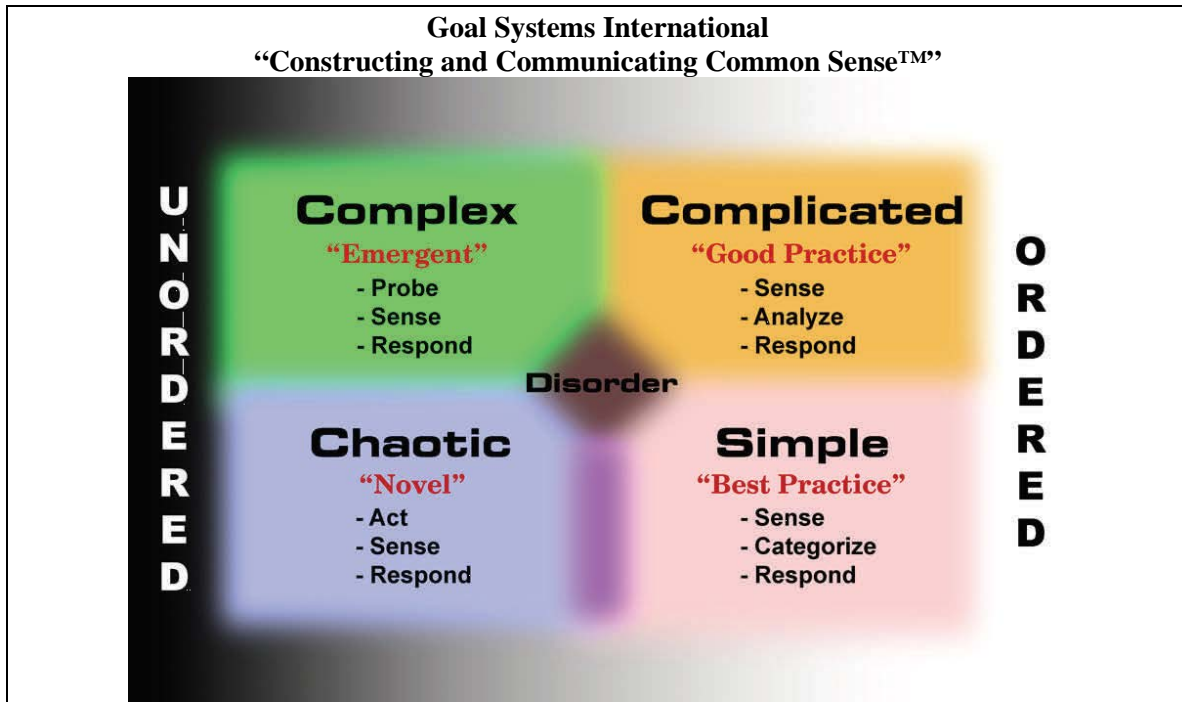 Goal Systems International
“Constructing and Communicating Common Sense™”
UNORDERED
Complex
“Emergent”
- Probe
- Sense
- Respond
Complicated
“Good Practice”
- Sense
- Analyze
- Respond
ORDERED
Disorder
Chaotic
“Novel”
- Act
- Sense
- Respond
Simple
“Best Practice”
- Sense
- Categorize
- Respond